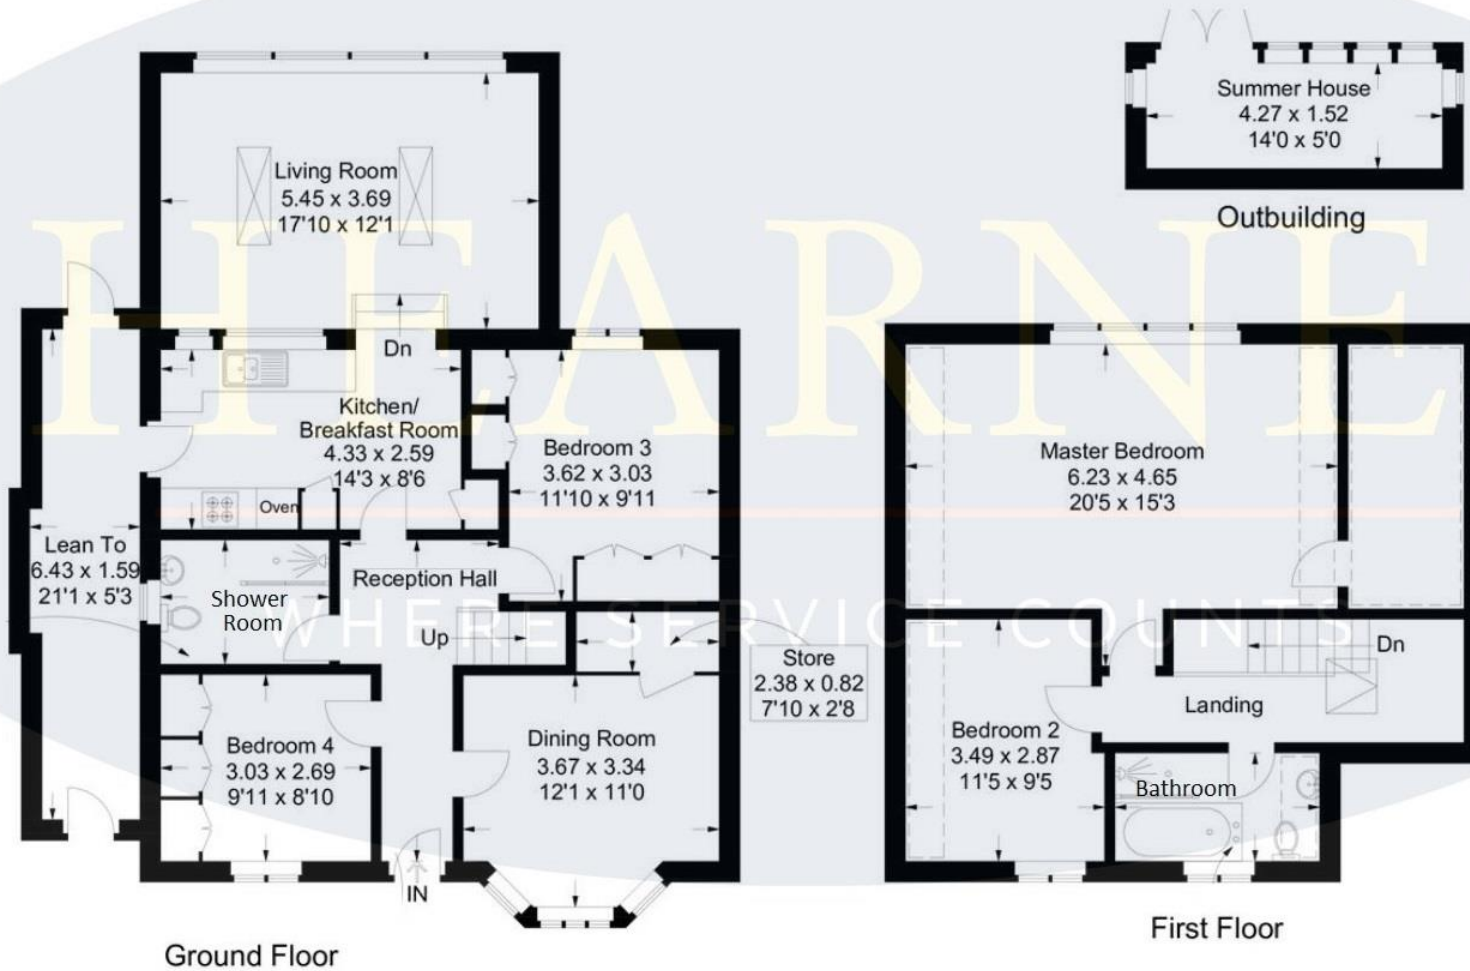 Living Room
5.45 x 3.69
17'10 x 12'1
Summer House
4.27 x 1.52
14'0 x 5'0
Outbuilding
HEARNE
WHERE SERVICE COUNTS
Dn
Kitchen/
Breakfast Room
4.33 x 2.59
14'3 x 8'6
Oven
Bedroom 3
3.62 x 3.03
11'10 x 9'11
Lean To
6.43 x 1.59
21'1 x 5'3
Shower
Room
Reception Hall
Up
Store
2.38 x 0.82
7'10 x 2'8
Bedroom 4
3.03 x 2.69
9'11 x 8'10
Dining Room
3.67 x 3.34
12'1 x 11'0
IN
Ground Floor
Master Bedroom
6.23 x 4.65
20'5 x 15'3
Dn
Landing
Bedroom 2
3.49 x 2.87
11'5 x 9'5
Bathroom
First Floor